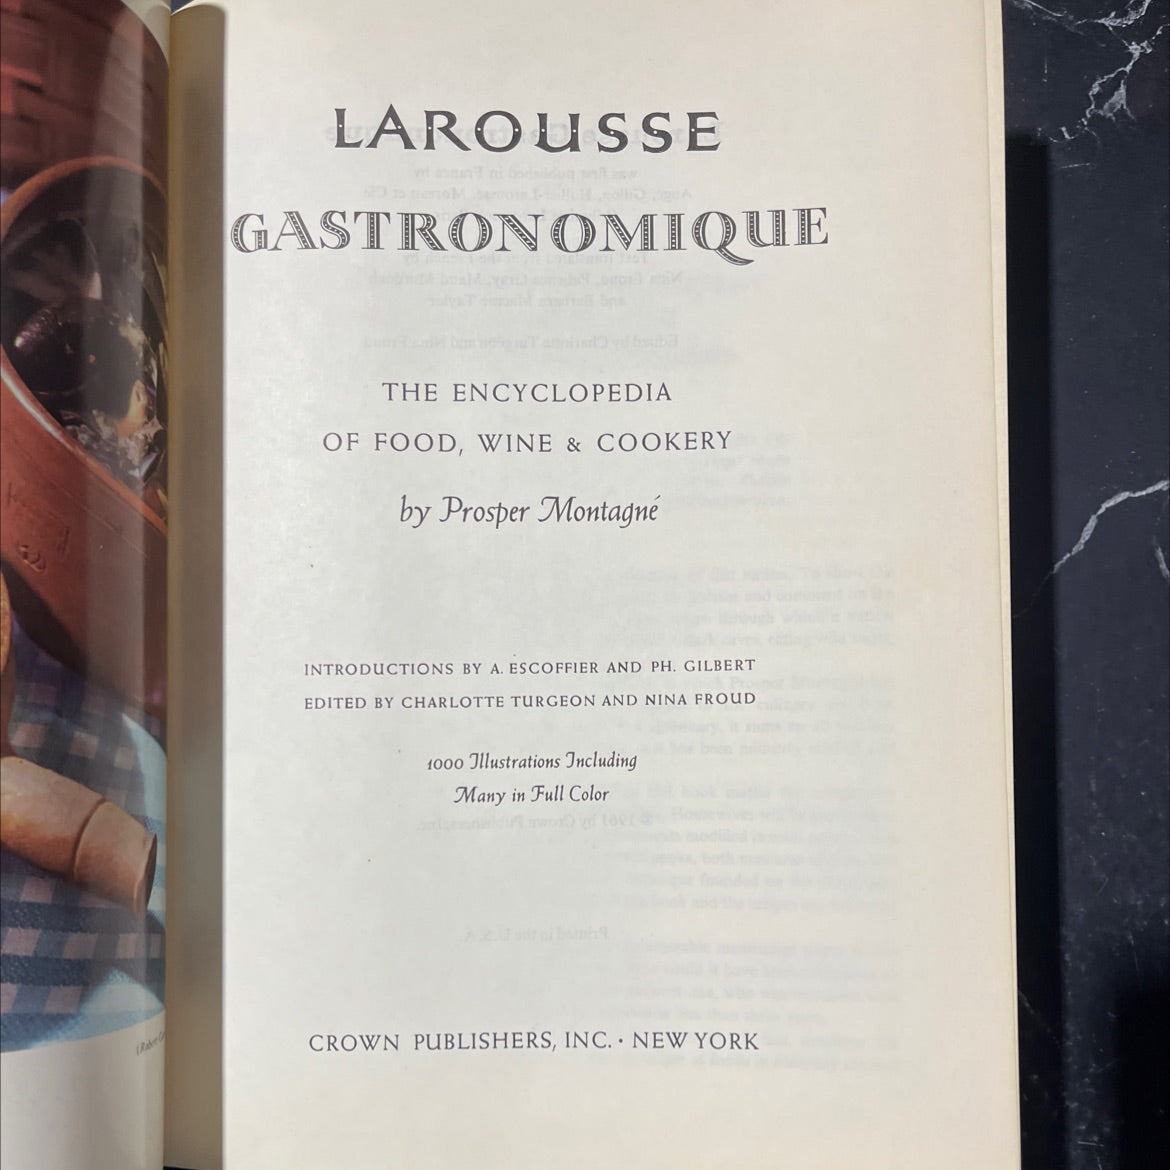 LAROUSSE
GASTRONOMIQUE
THE ENCYCLOPEDIA
OF FOOD, WINE & COOKERY
by Prosper Montagné
INTRODUCTIONS BY A. ESCOFFIER AND PH. GILBERT
EDITED BY CHARLOTTE TURGEON AND NINA FROUD
1000 Illustrations Including
Many in Full Color
CROWN PUBLISHERS, INC. · NEW YORK